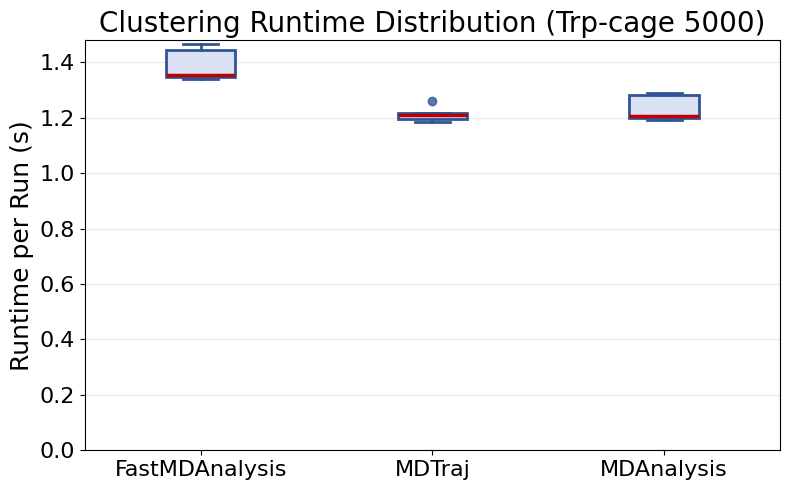 Clustering Runtime Distribution (Trp-cage 5000)
Runtime per Run (s)
1.4
1.2
1.0
0.8
0.6
0.4
0.2
0.0
FastMDAnalysis MDTraj MDAnalysis